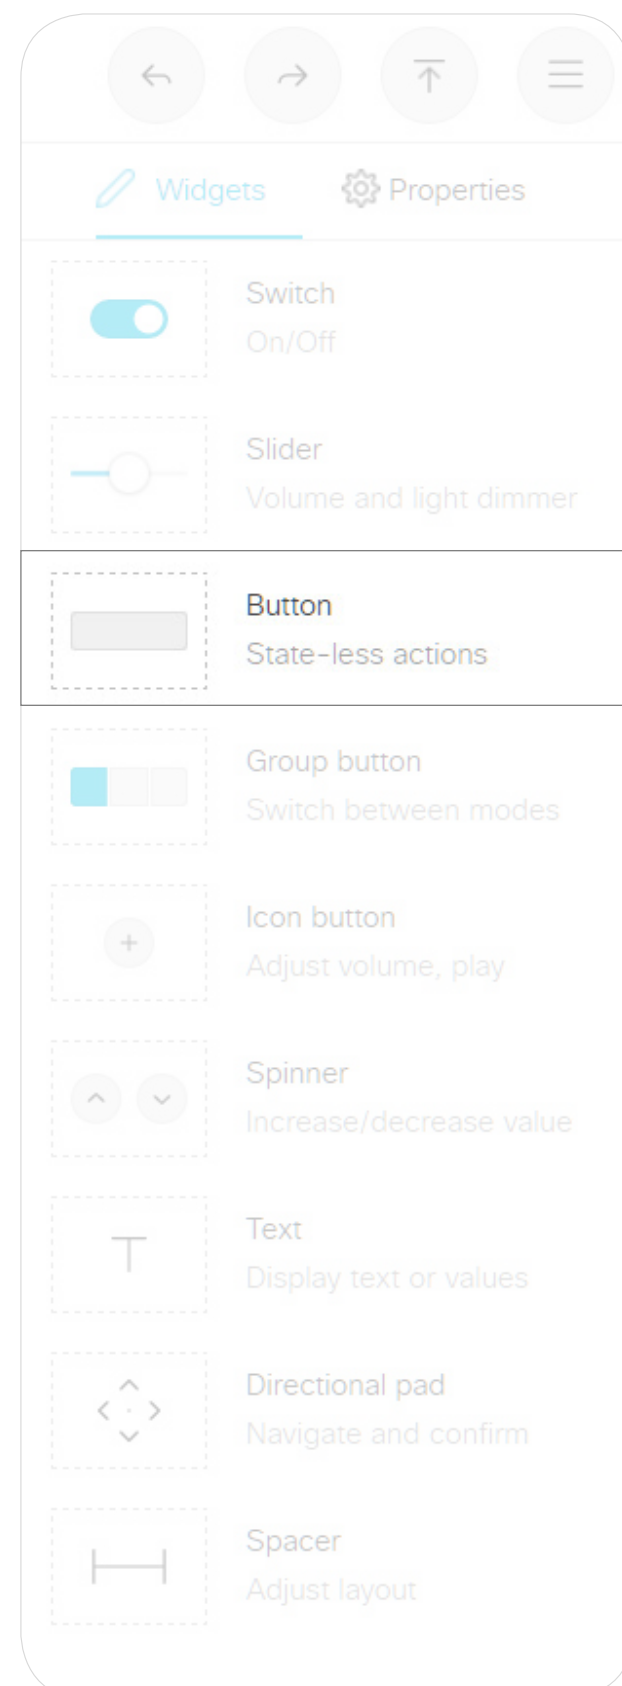 Widgets Properties
Switch
On/Off
Slider
Volume and light dimmer
Button
State-less actions
Group button
Switch between modes
Icon button
Adjust volume, play
Spinner
Increase/decrease value
Text
Display text or values
Directional pad
Navigate and confirm
Spacer
Adjust layout